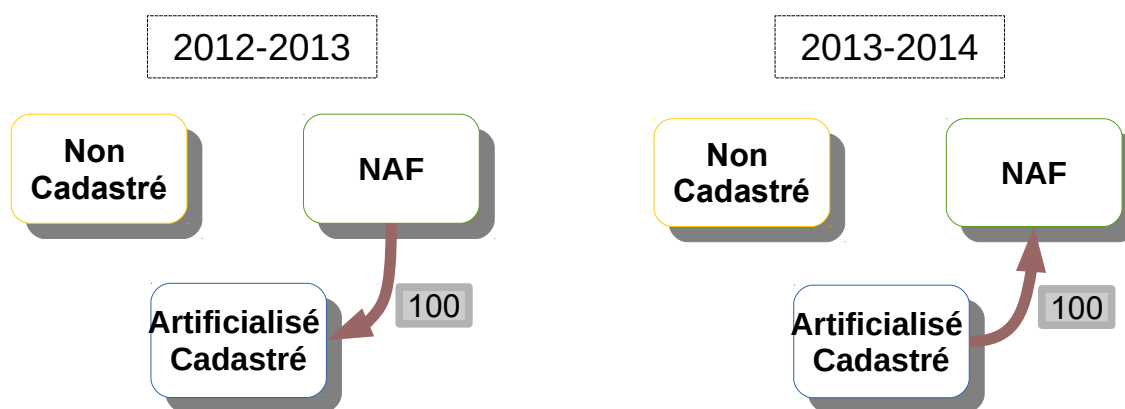 2012-2013
Non
Cadastré
NAF
100
Artificialisé
Cadastré
2013-2014
Non
Cadastré
NAF
100
Artificialisé
Cadastré